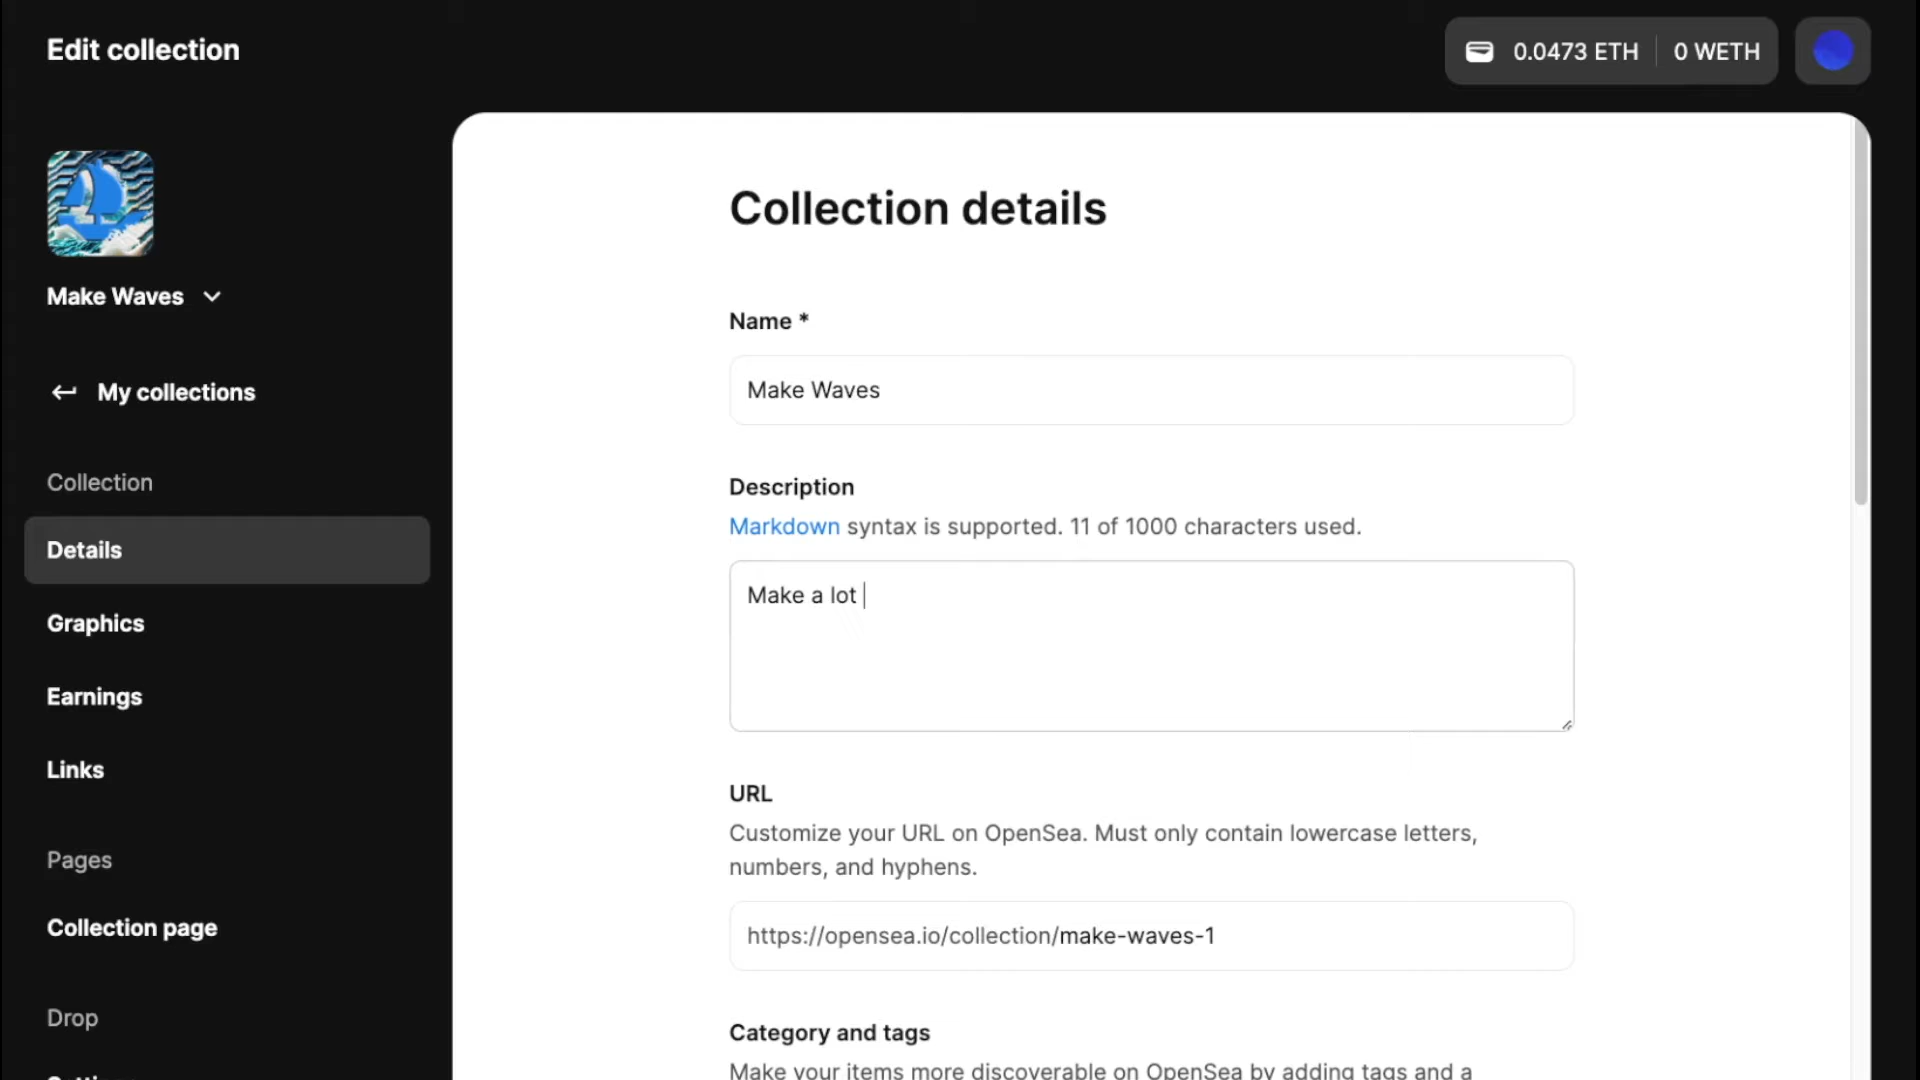 Edit collection
0.0473 ETH
0 WETH
Make Waves
My collections
Collection
Details
Graphics
Earnings
Links
Pages
Collection page
Drop
Collection details
Name *
Make Waves
Description
Markdown syntax is supported. 11 of 1000 characters used.
Make a lot
URL
Customize your URL on OpenSea. Must only contain lowercase letters,
numbers, and hyphens.
https://opensea.io/collection/make-waves-1
Category and tags
Make your items more discoverable on OpenSea by adding tags and a